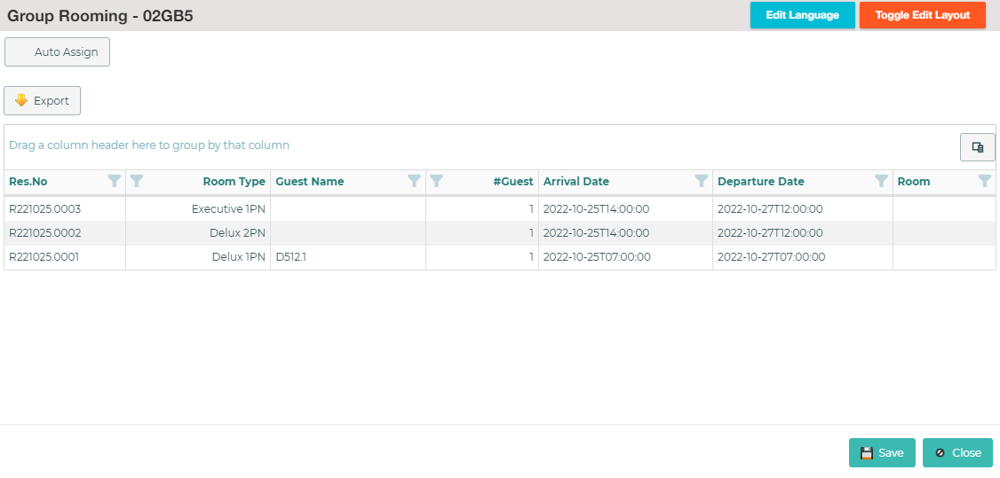 Group Rooming - 02GB5 Edit Language Toggle Edit Layout
Auto Assign
Export
Drag a column header here to group by that column
Res.No Room Type Guest Name #Guest Arrival Date Departure Date Room
R221025.0003 Executive 1PN 1 2022-10-25T14:00:00 2022-10-27T12:00:00
R221025.0002 Delux 2PN 1 2022-10-25T14:00:00 2022-10-27T12:00:00
R221025.0001 Delux 1PN D512.1 1 2022-10-25T07:00:00 2022-10-27T07:00:00
Save Close